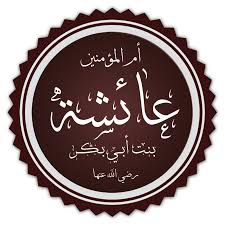 أم المؤمنين
عائشة
بنت أبي بكر
رضي الله عنها